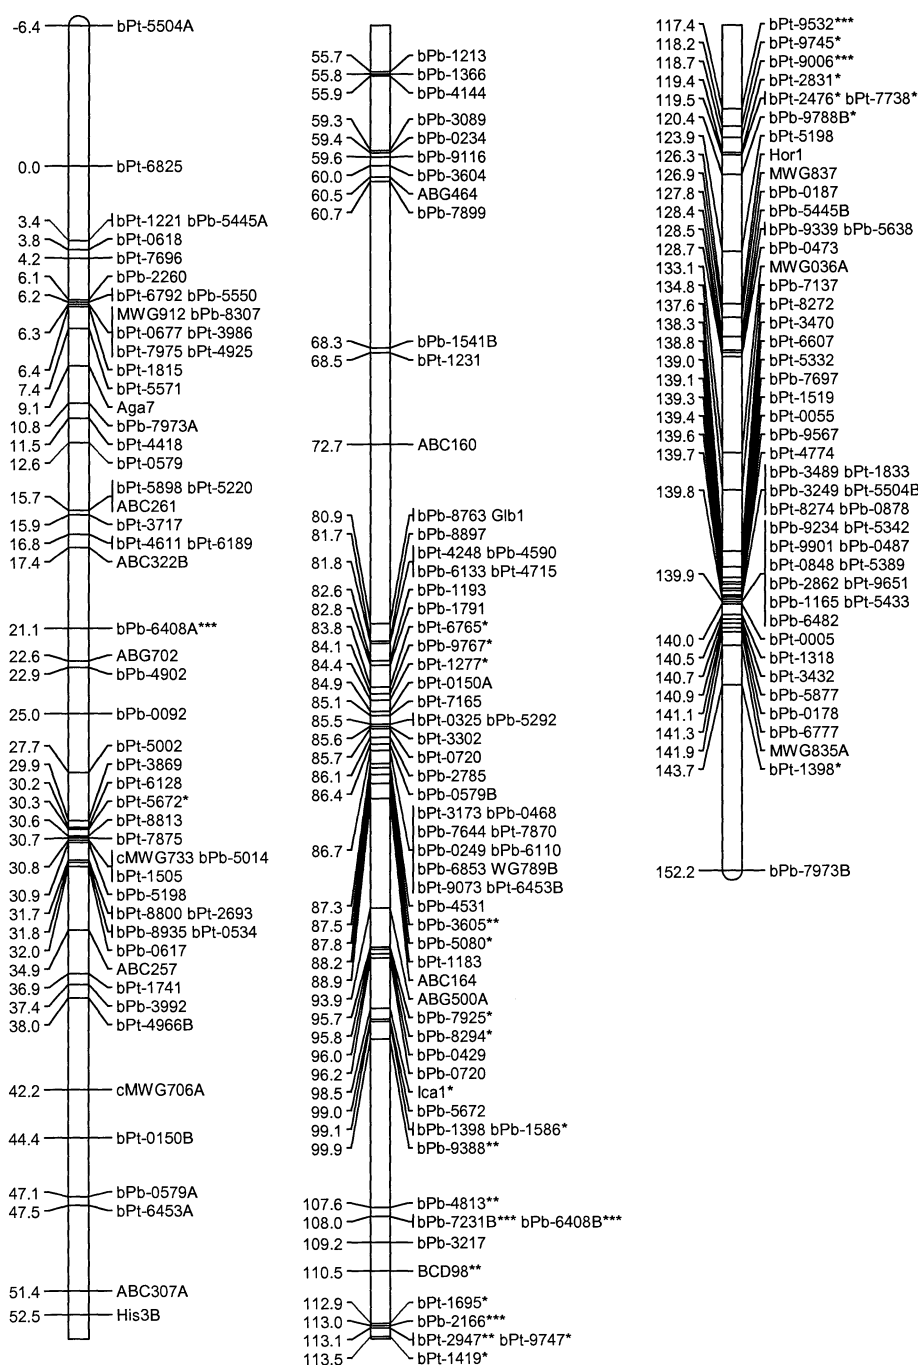 -6.4 bPt-5504A
0.0 bPt-6825
3.4 bPt-1221 bPb-5445A
3.8 bPt-0618
4.2 bPt-7696
6.1 bPb-2260
6.2 bPt-6792 bPb-5550
MWG912 bPb-8307
6.3 bPt-0677 bPt-3986
bPt-7975 bPt-4925
6.4 bPt-1815
7.4 bPt-5571
9.1 Aga7
10.8 bPb-7973A
11.5 bPt-4418
12.6 bPt-0579
bPt-5898 bPt-5220
15.7 ABC261
15.9 bPt-3717
16.8 bPt-4611 bPt-6189
17.4 ABC322B
21.1 bPb-6408A***
22.6 ABG702
22.9 bPb-4902
25.0 bPb-0092
27.7 bPt-5002
29.9 bPt-3869
30.2 bPt-6128
30.3 bPt-5672*
30.6 bPt-8813
30.7 bPt-7875
cMWG733 bPb-5014
30.8 bPt-1505
30.9 bPb-5198
31.7 bPt-8800 bPt-2693
31.8 bPb-8935 bPt-0534
32.0 bPb-0617
34.9 ABC257
36.9 bPt-1741
37.4 bPb-3992
38.0 bPt-4966B
42.2 cMWG706A
44.4 bPt-0150B
47.1 bPb-0579A
47.5 bPt-6453A
51.4 ABC307A
52.5 His3B
55.7 bPb-1213
55.8 bPb-1366
55.9 bPb-4144
59.3 bPb-3089
59.4 bPb-0234
59.6 bPb-9116
60.0 bPb-3604
60.5 ABG464
60.7 bPb-7899
68.3 bPb-1541B
68.5 bPt-1231
72.7 ABC160
80.9 bPb-8763 Glb1
81.7 bPb-8897
bPt-4248 bPb-4590
81.8 bPb-6133 bPt-4715
82.6 bPb-1193
82.8 bPb-1791
83.8 bPt-6765*
84.1 bPb-9767*
84.4 bPt-1277*
84.9 bPt-0150A
85.1 bPt-7165
85.5 bPt-0325 bPb-5292
85.6 bPt-3302
85.7 bPt-0720
86.1 bPb-2785
86.4 bPb-0579B
bPt-3173 bPb-0468
bPb-7644 bPt-7870
86.7 bPb-0249 bPb-6110
bPb-6853 WG789B
bPt-9073 bPt-6453B
87.3 bPb-4531
87.5 bPb-3605**
87.8 bPb-5080*
88.2 bPt-1183
88.9 ABC164
93.9 ABG500A
95.7 bPb-7925*
95.8 bPb-8294*
96.0 bPb-0429
96.2 bPb-0720
98.5 Ica1*
99.0 bPb-5672
99.1 bPb-1398 bPb-1586*
99.9 bPb-9388**
107.6 bPb-4813**
108.0 bPb-7231B*** bPb-6408B***
109.2 bPb-3217
110.5 BCD98**
112.9 bPt-1695*
113.0 bPb-2166***
113.1 bPt-2947** bPt-9747*
113.5 bPt-1419*
117.4 bPt-9532***
118.2 bPt-9745*
118.7 bPt-9006***
119.4 bPt-2831*
119.5 bPt-2476* bPt-7738*
120.4 bPb-9788B*
123.9 bPt-5198
126.3 Hor1
126.9 MWG837
127.8 bPb-0187
128.4 bPb-5445B
128.5 bPb-9339 bPb-5638
128.7 bPb-0473
133.1 MWG036A
134.8 bPb-7137
137.6 bPt-8272
138.3 bPt-3470
138.8 bPt-6607
139.0 bPt-5332
139.1 bPb-7697
139.3 bPt-1519
139.4 bPt-0055
139.6 bPb-9567
139.7 bPt-4774
bPb-3489 bPt-1833
139.8 bPb-3249 bPt-5504B
bPt-8274 bPb-0878
bPb-9234 bPt-5342
bPt-9901 bPb-0487
139.9 bPt-0848 bPt-5389
bPb-2862 bPt-9651
bPb-1165 bPt-5433
bPb-6482
140.0 bPt-0005
140.5 bPt-1318
140.7 bPt-3432
140.9 bPb-5877
141.1 bPb-0178
141.3 bPb-6777
141.9 MWG835A
143.7 bPt-1398*
152.2 bPb-7973B